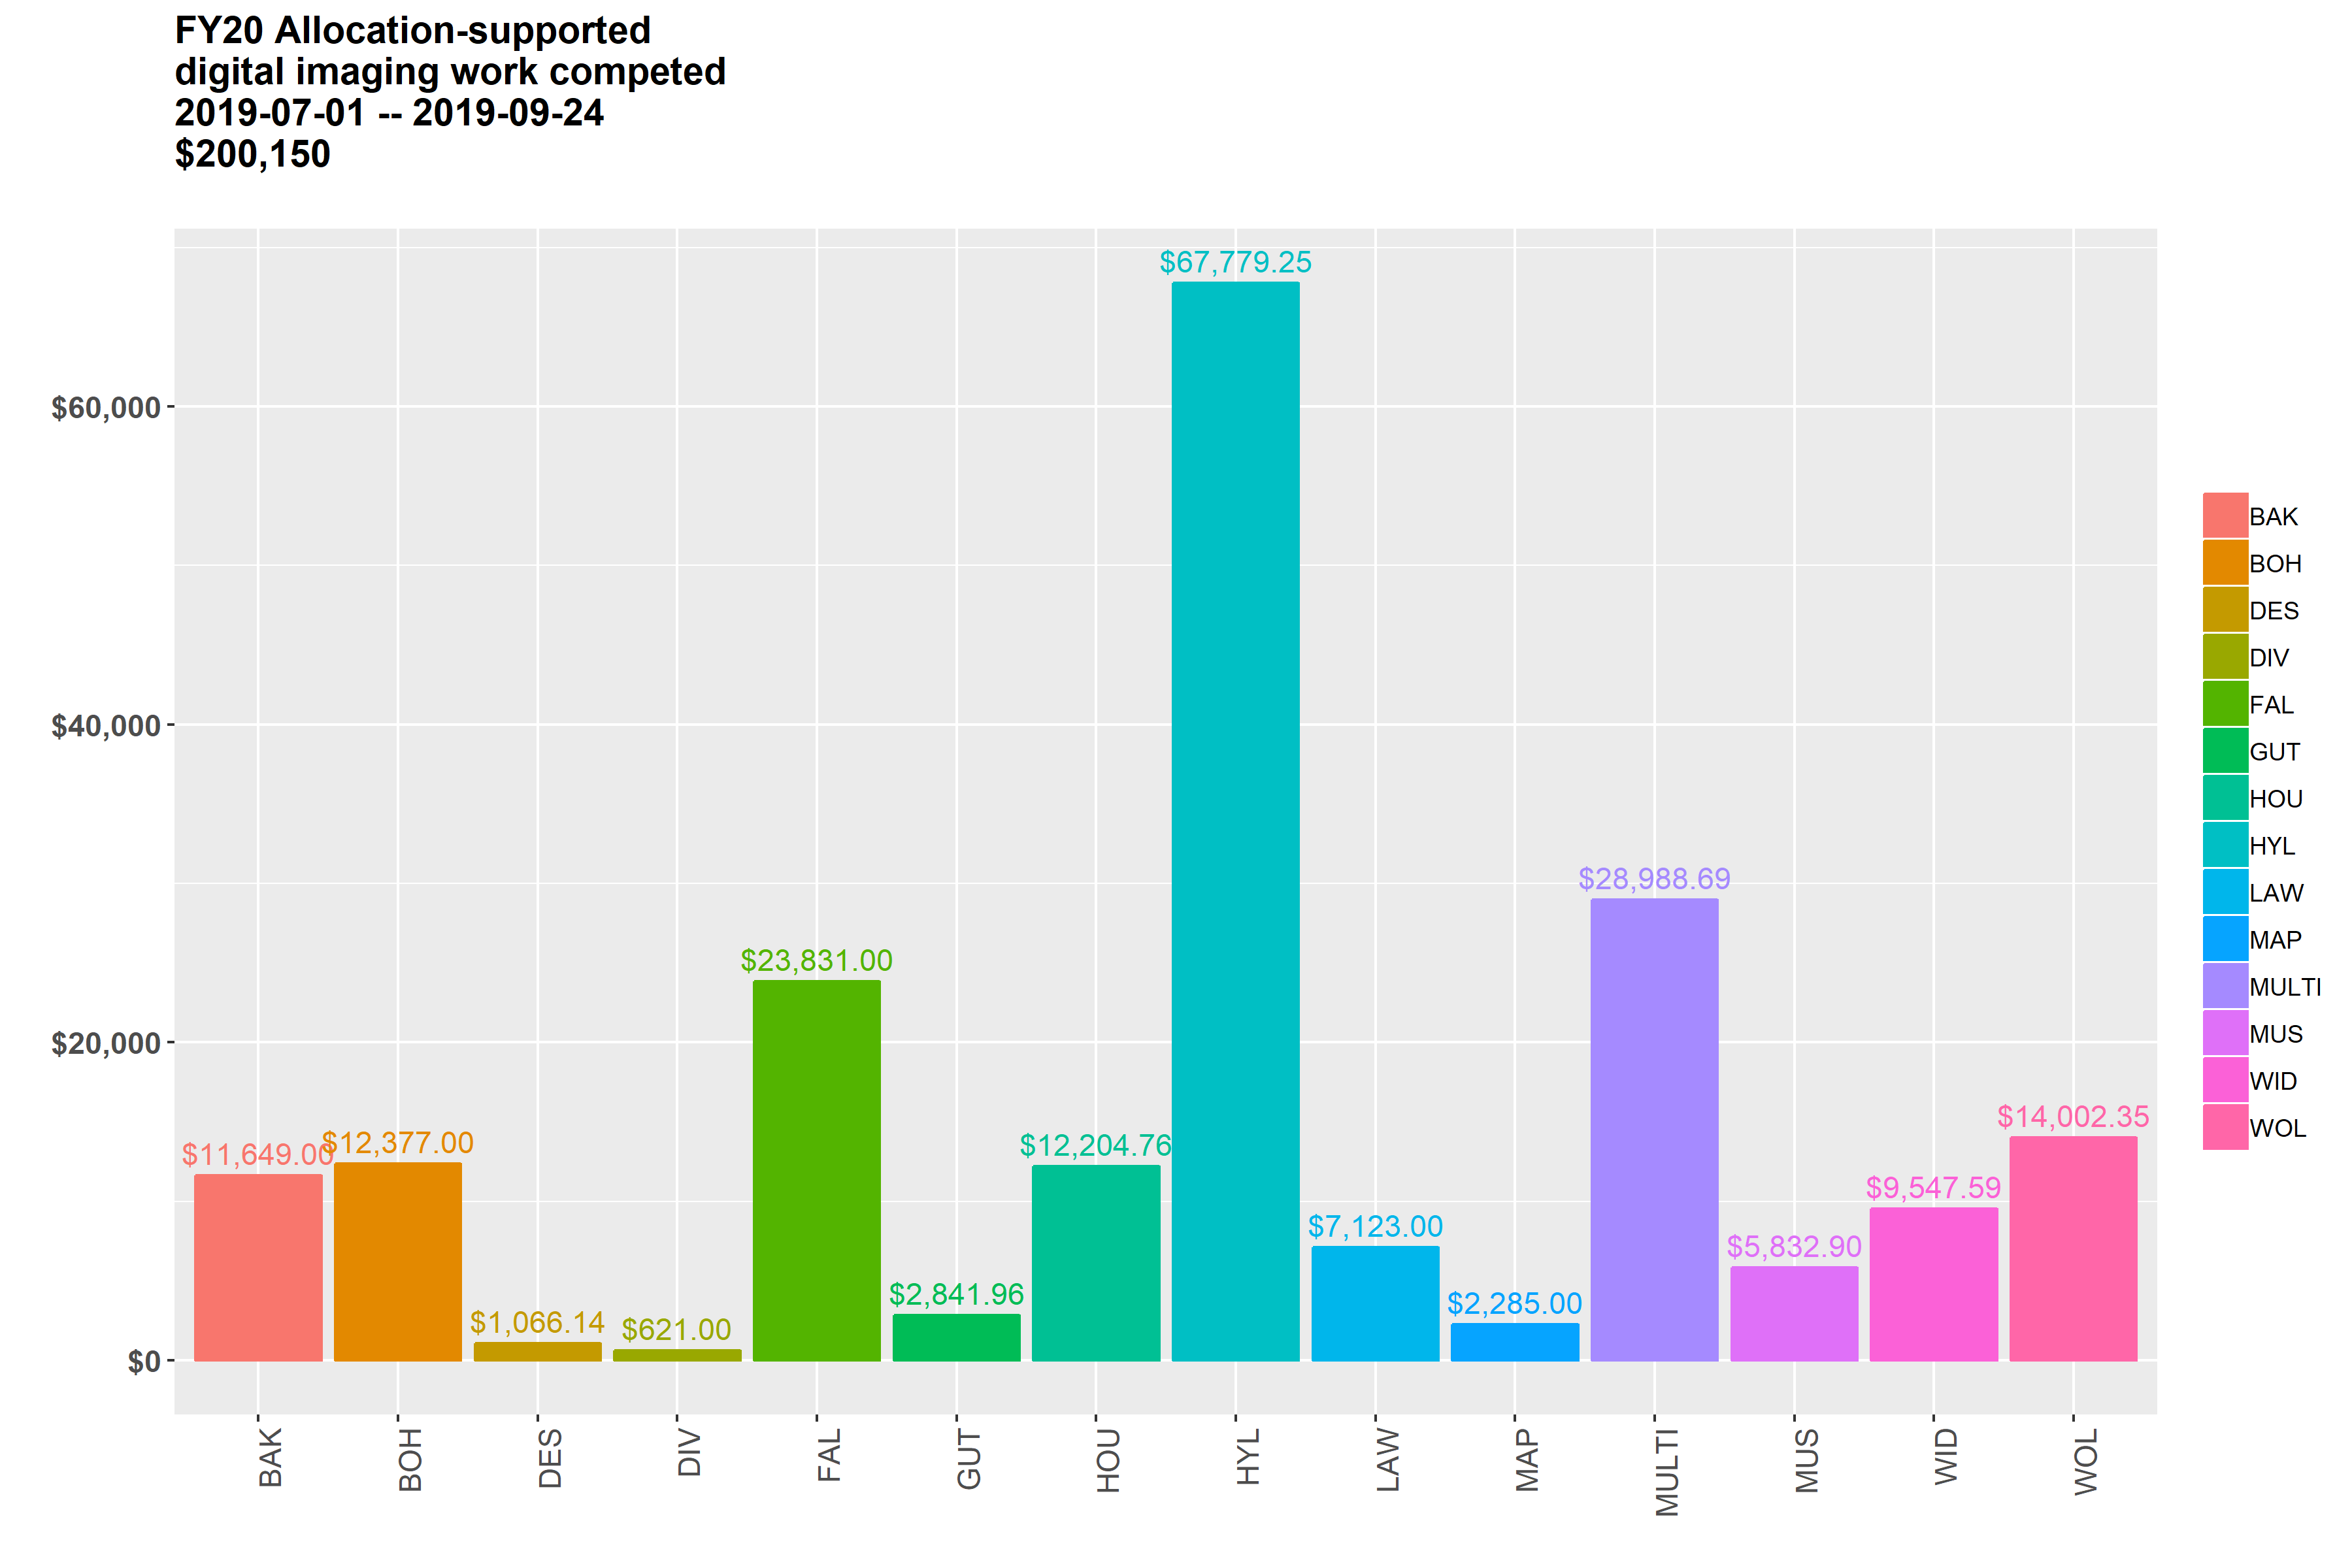 FY20 Allocation-supported
digital imaging work competed
2019-07-01 -- 2019-09-24
$200,150
$60,000
$40,000
$20,000
$0
$11,649.00
$12,377.00
$1,066.14
$621.00
$23,831.00
$2,841.96
$12,204.76
$67,779.25
$7,123.00
$2,285.00
$28,988.69
$5,832.90
$9,547.59
$14,002.35
BAK
BOH
DES
DIV
FAL
GUT
HOU
HYL
LAW
MAP
MULTI
MUS
WID
WOL
BAK
BOH
DES
DIV
FAL
GUT
HOU
HYL
LAW
MAP
MULTI
MUS
WID
WOL